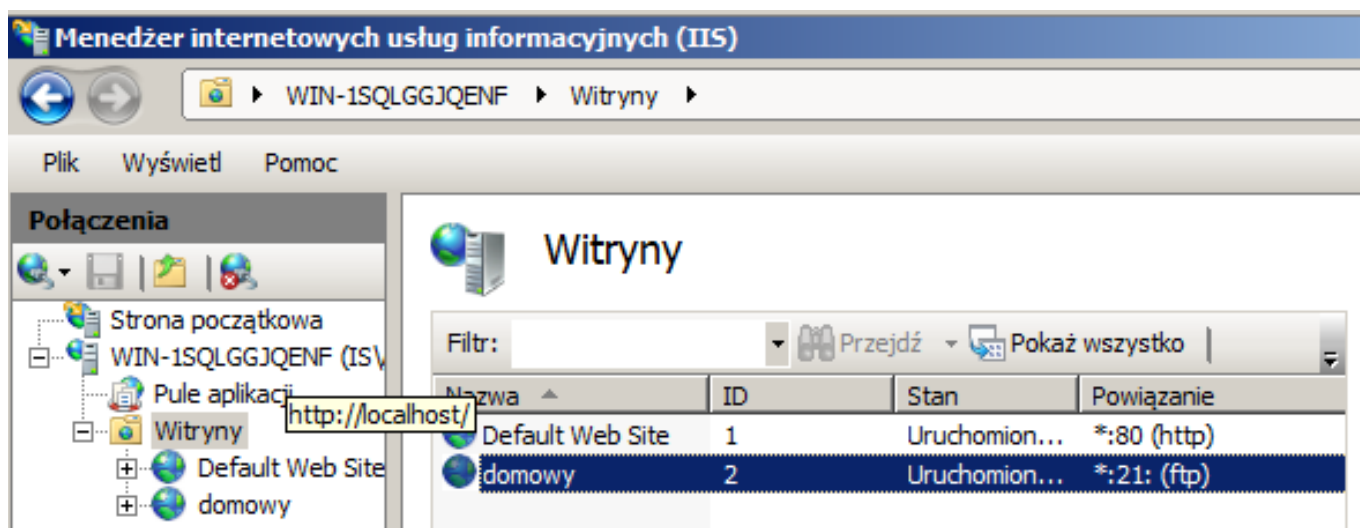 Menedżer internetowych usług informacyjnych (IIS)
WIN-1SQLGGJQENF Witryny
Plik Wyświetl Pomoc
Połączenia
Strona początkowa
WIN-1SQLGGJQENF (IS\
Pule aplikacji
http://localhost/
Witryny
Default Web Site
domowy
Witryny
Filtr: Przejdź Pokaż wszystko
Nazwa ID Stan Powiązanie
Default Web Site 1 Uruchomion... *:80 (http)
domowy 2 Uruchomion... *:21: (ftp)